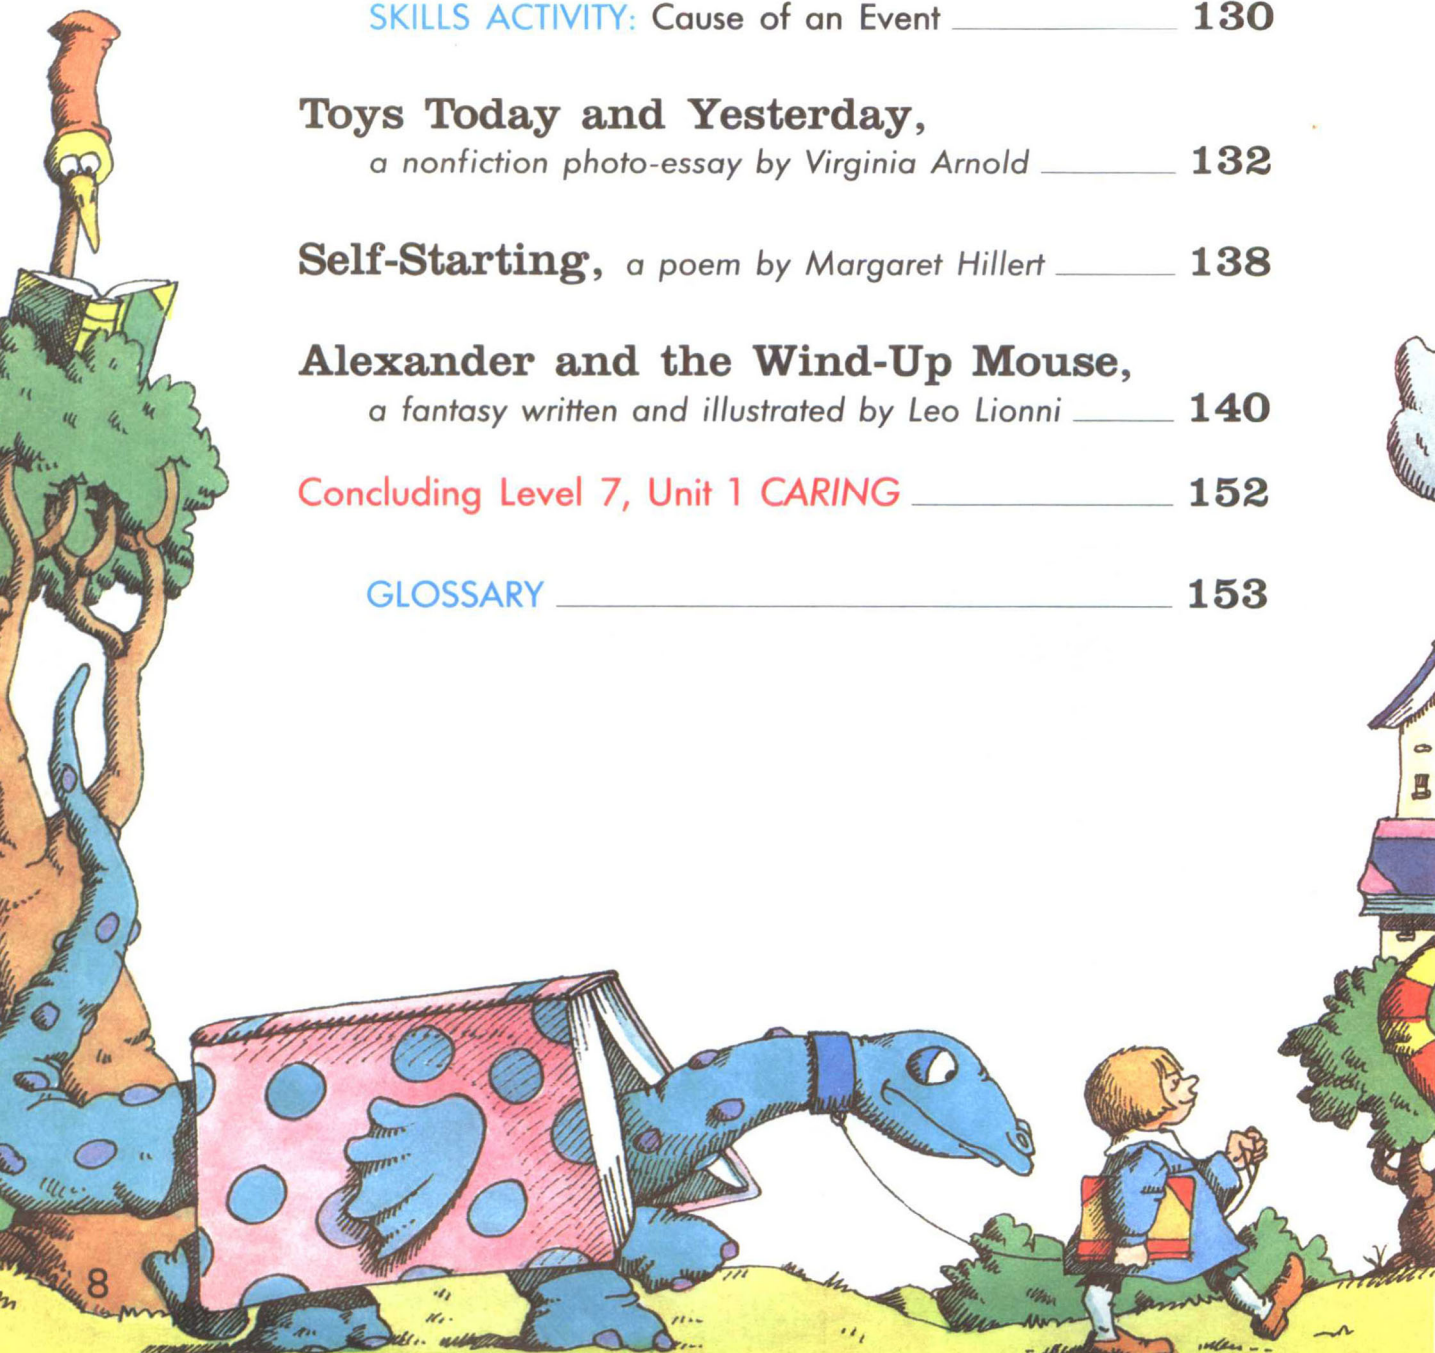 SKILLS ACTIVITY: Cause of an Event 130
Toys Today and Yesterday,
a nonfiction photo-essay by Virginia Arnold 132
Self-Starting, a poem by Margaret Hillert 138
Alexander and the Wind-Up Mouse,
a fantasy written and illustrated by Leo Lionni 140
Concluding Level 7, Unit 1 CARING 152
GLOSSARY 153
8